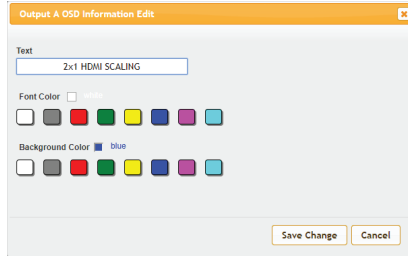 Output A OSD Information Edit
Text
2x1 HDMI SCALING
Font Color white
Background Color blue
Save Change Cancel